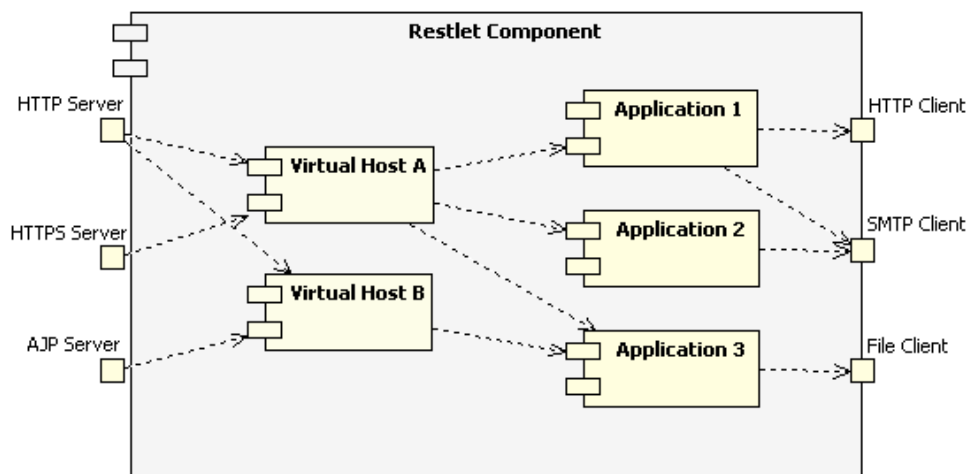 Restlet Component
HTTP Server
Application 1
HTTP Client
Virtual Host A
HTTPS Server
Application 2
SMTP Client
Virtual Host B
AJP Server
Application 3
File Client